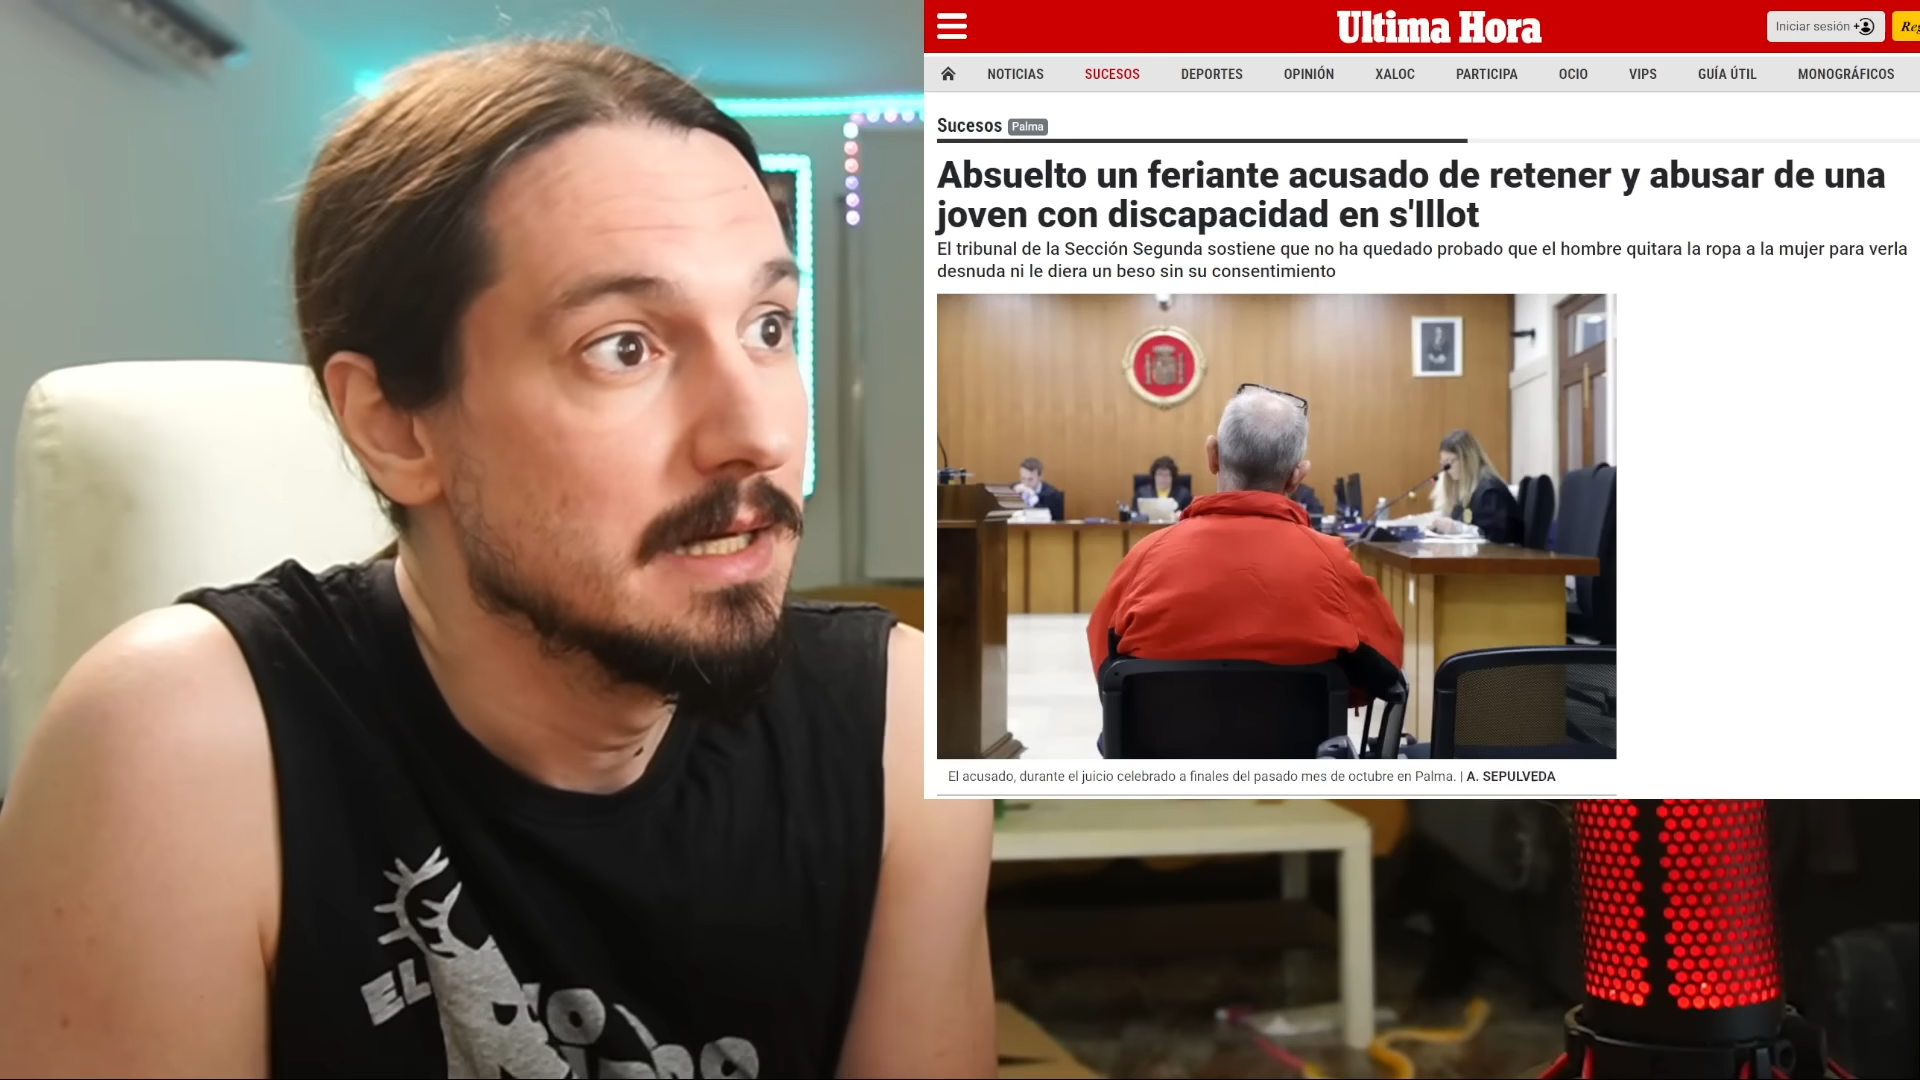 Ultima Hora
Iniciar sesión
Reg
NOTICIAS SUCESOS DEPORTES OPINIÓN XALOC PARTICIPA OCIO VIPS GUÍA ÚTIL MONOGRÁFICOS
Sucesos Palma
Absuelto un feriante acusado de retener y abusar de una
joven con discapacidad en s'Illot
El tribunal de la Sección Segunda sostiene que no ha quedado probado que el hombre quitara la ropa a la mujer para verla
desnuda ni le diera un beso sin su consentimiento
El acusado, durante el juicio celebrado a finales del pasado mes de octubre en Palma. | A. SEPULVEDA
EL